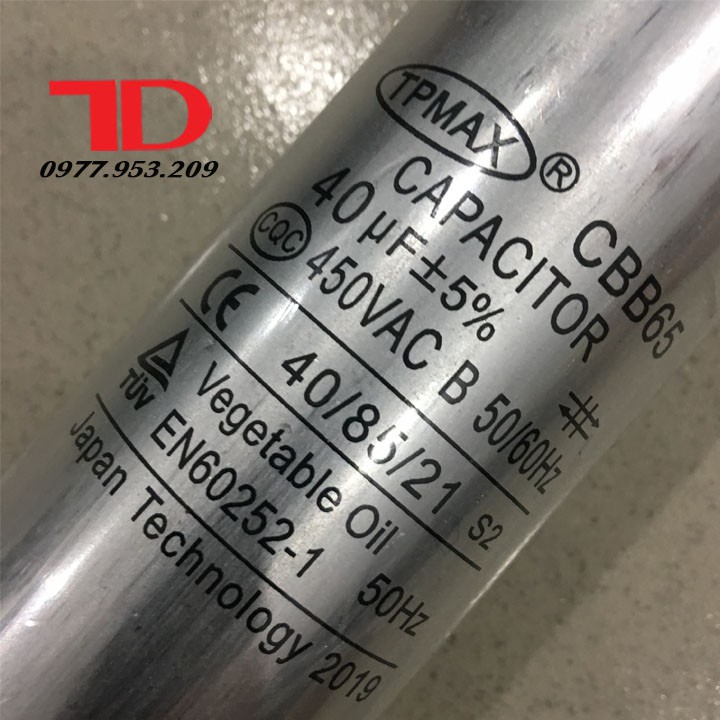 TD
0977.953.209
TPMAX ®
CAPACITOR CBB65
40μF±5%
CQC 450VAC B 50/60Hz
CE 40/85/21 S2
Vegetable Oil
TÜV EN60252-1 50Hz
Japan Technology 2019